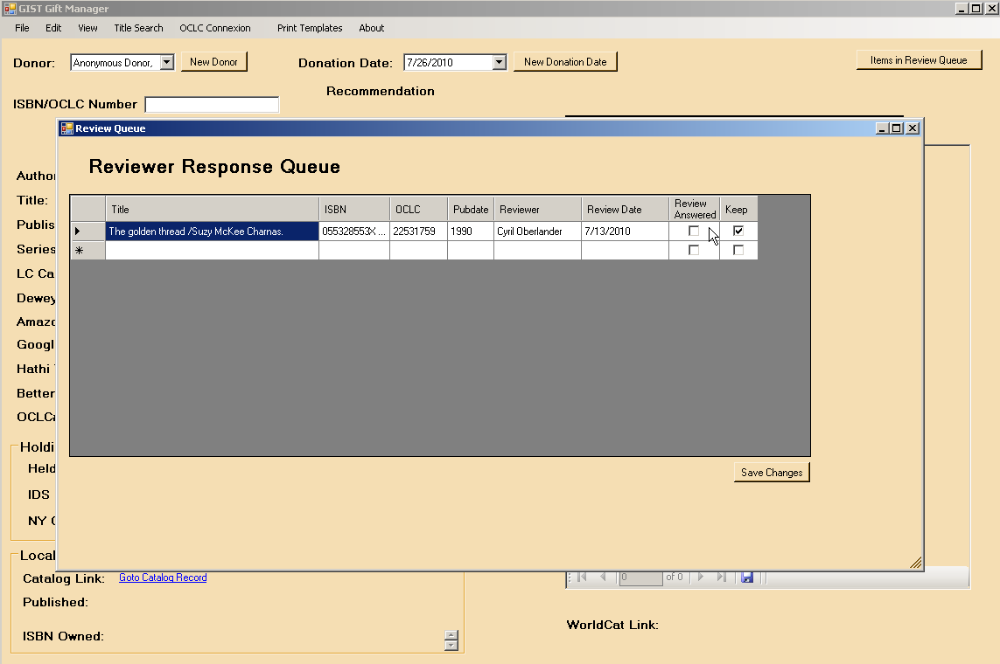 GIST Gift Manager
File Edit View Title Search OCLC Connexion Print Templates About
Donor: Anonymous Donor, New Donor Donation Date: 7/26/2010 New Donation Date Items in Review Queue
Recommendation
ISBN/OCLC Number
Review Queue
Reviewer Response Queue
Title ISBN OCLC Pubdate Reviewer Review Date Review Answered Keep
The golden thread /Suzy McKee Charnas. 055328553X ... 22531759 1990 Cyril Oberlander 7/13/2010
Save Changes
Autho
Title:
Publis
Series
LC Ca
Dewey
Amazo
Googl
Hathi
Better
OCLCa
Holdi
Held
IDS
NY C
Local
Catalog Link: Goto Catalog Record
Published:
ISBN Owned:
0 of 0
WorldCat Link: